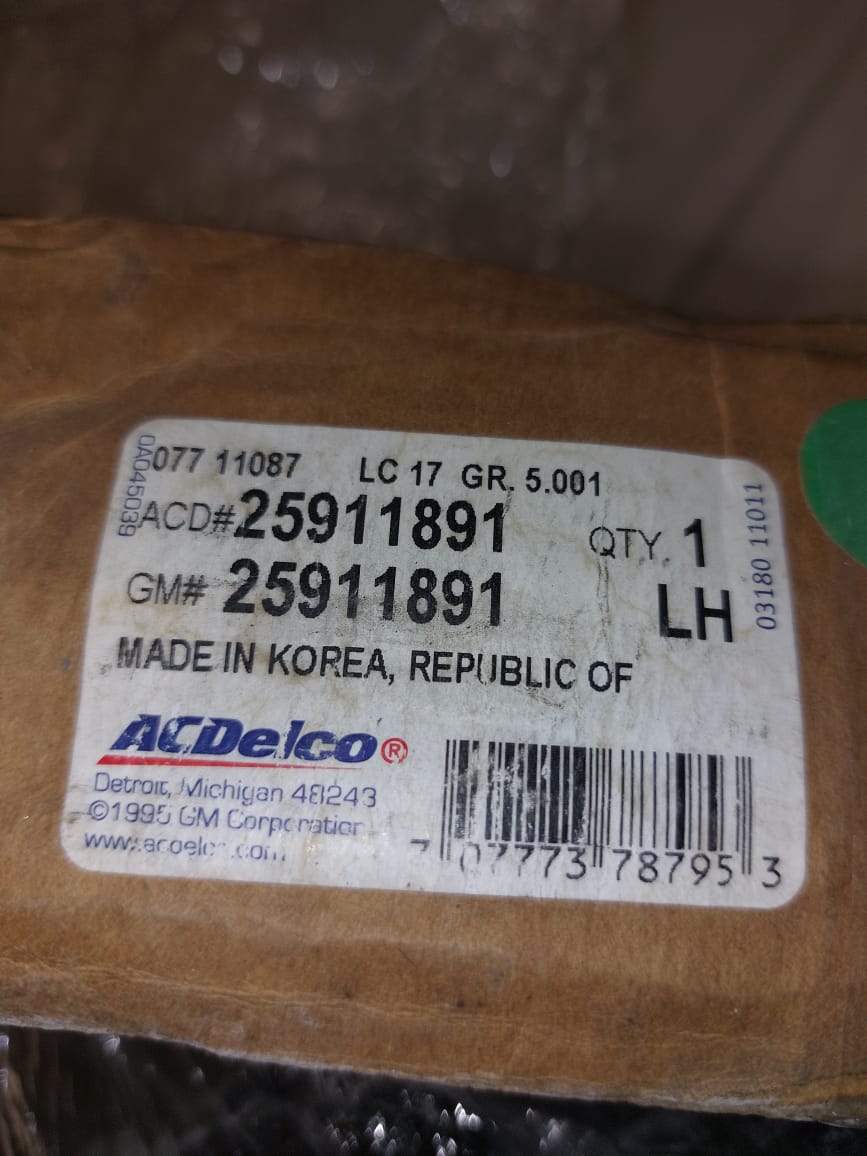 077 11087 LC 17 GR. 5.001
0A045039
ACD# 25911891 QTY. 1
GM# 25911891 LH
03180 11011
MADE IN KOREA, REPUBLIC OF
ACDelco®
Detroit, Michigan 48243
©1995 GM Corporation
7 07773 78795 3